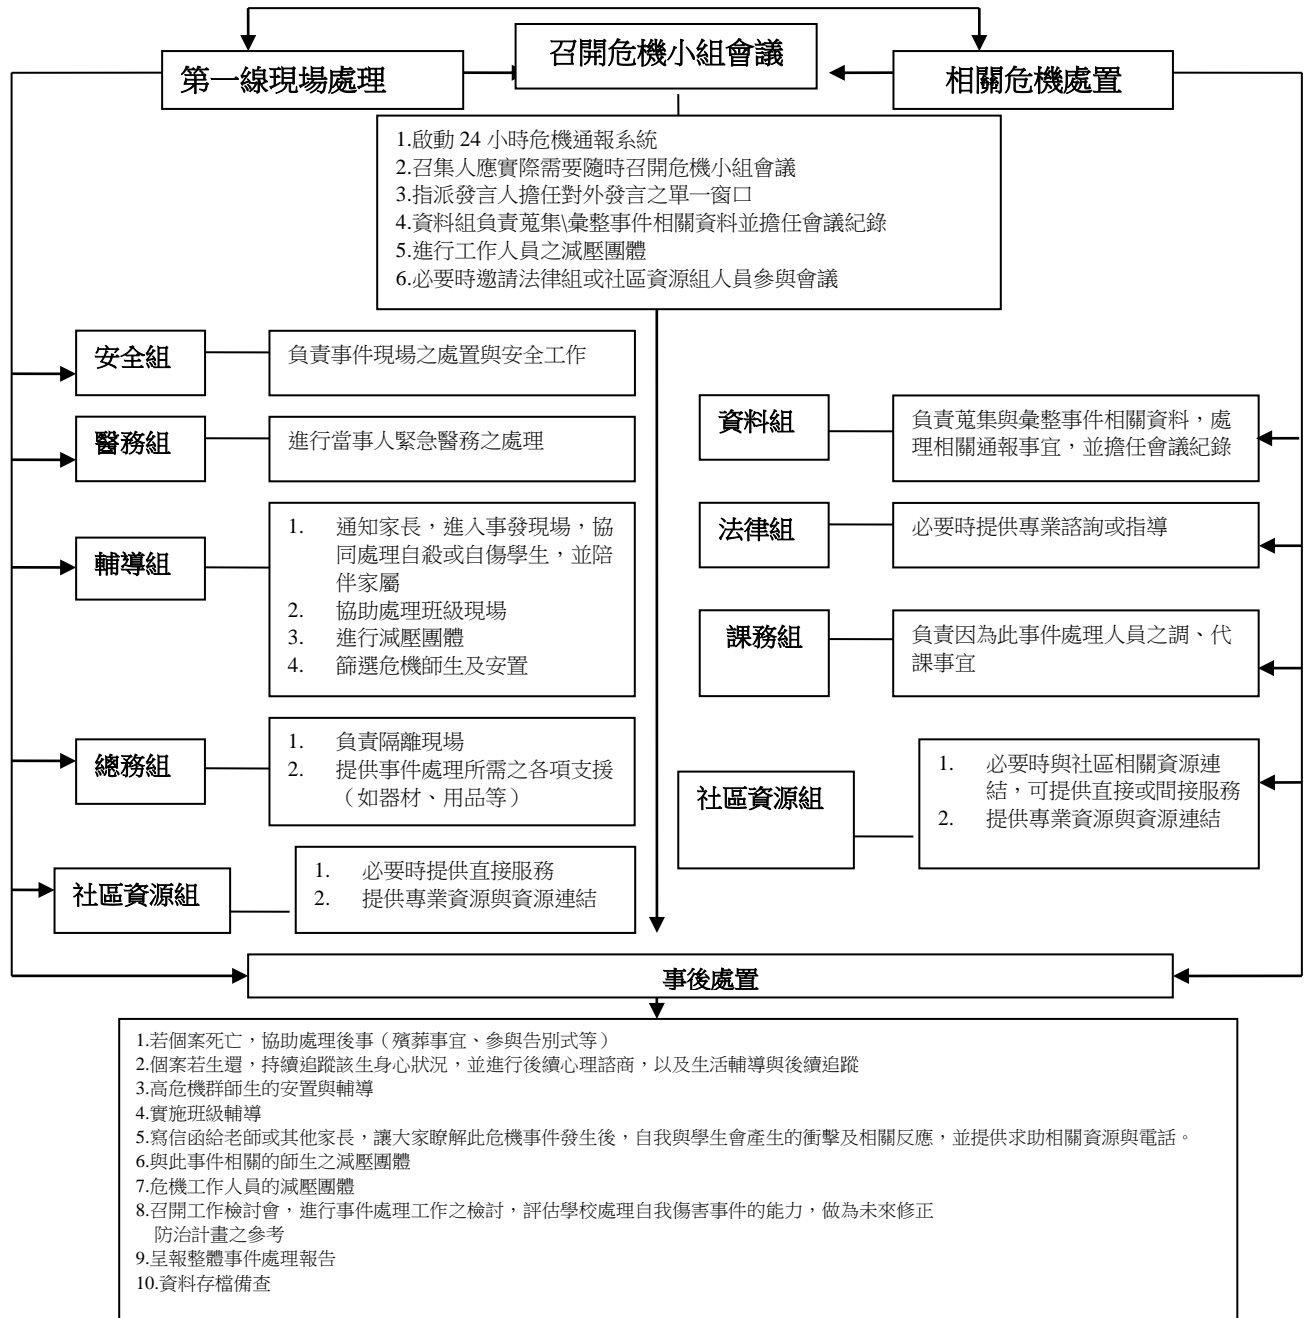 召開危機小組會議
第一線現場處理
相關危機處置
1.啟動 24 小時危機通報系統
2.召集人應實際需要隨時召開危機小組會議
3.指派發言人擔任對外發言之單一窗口
4.資料組負責蒐集\彙整事件相關資料並擔任會議紀錄
5.進行工作人員之減壓團體
6.必要時邀請法律組或社區資源組人員參與會議
安全組
負責事件現場之處置與安全工作
醫務組
進行當事人緊急醫務之處理
輔導組
1. 通知家長，進入事發現場，協
同處理自殺或自傷學生，並陪
伴家屬
2. 協助處理班級現場
3. 進行減壓團體
4. 篩選危機師生及安置
總務組
1. 負責隔離現場
2. 提供事件處理所需之各項支援
（如器材、用品等）
社區資源組
1. 必要時提供直接服務
2. 提供專業資源與資源連結
資料組
負責蒐集與彙整事件相關資料，處
理相關通報事宜，並擔任會議紀錄
法律組
必要時提供專業諮詢或指導
課務組
負責因為此事件處理人員之調、代
課事宜
社區資源組
1. 必要時與社區相關資源連
結，可提供直接或間接服務
2. 提供專業資源與資源連結
事後處置
1.若個案死亡，協助處理後事（殯葬事宜、參與告別式等）
2.個案若生還，持續追蹤該生身心狀況，並進行後續心理諮商，以及生活輔導與後續追蹤
3.高危機群師生的安置與輔導
4.實施班級輔導
5.寫信函給老師或其他家長，讓大家瞭解此危機事件發生後，自我與學生會產生的衝擊及相關反應，並提供求助相關資源與電話。
6.與此事件相關的師生之減壓團體
7.危機工作人員的減壓團體
8.召開工作檢討會，進行事件處理工作之檢討，評估學校處理自我傷害事件的能力，做為未來修正
防治計畫之參考
9.呈報整體事件處理報告
10.資料存檔備查